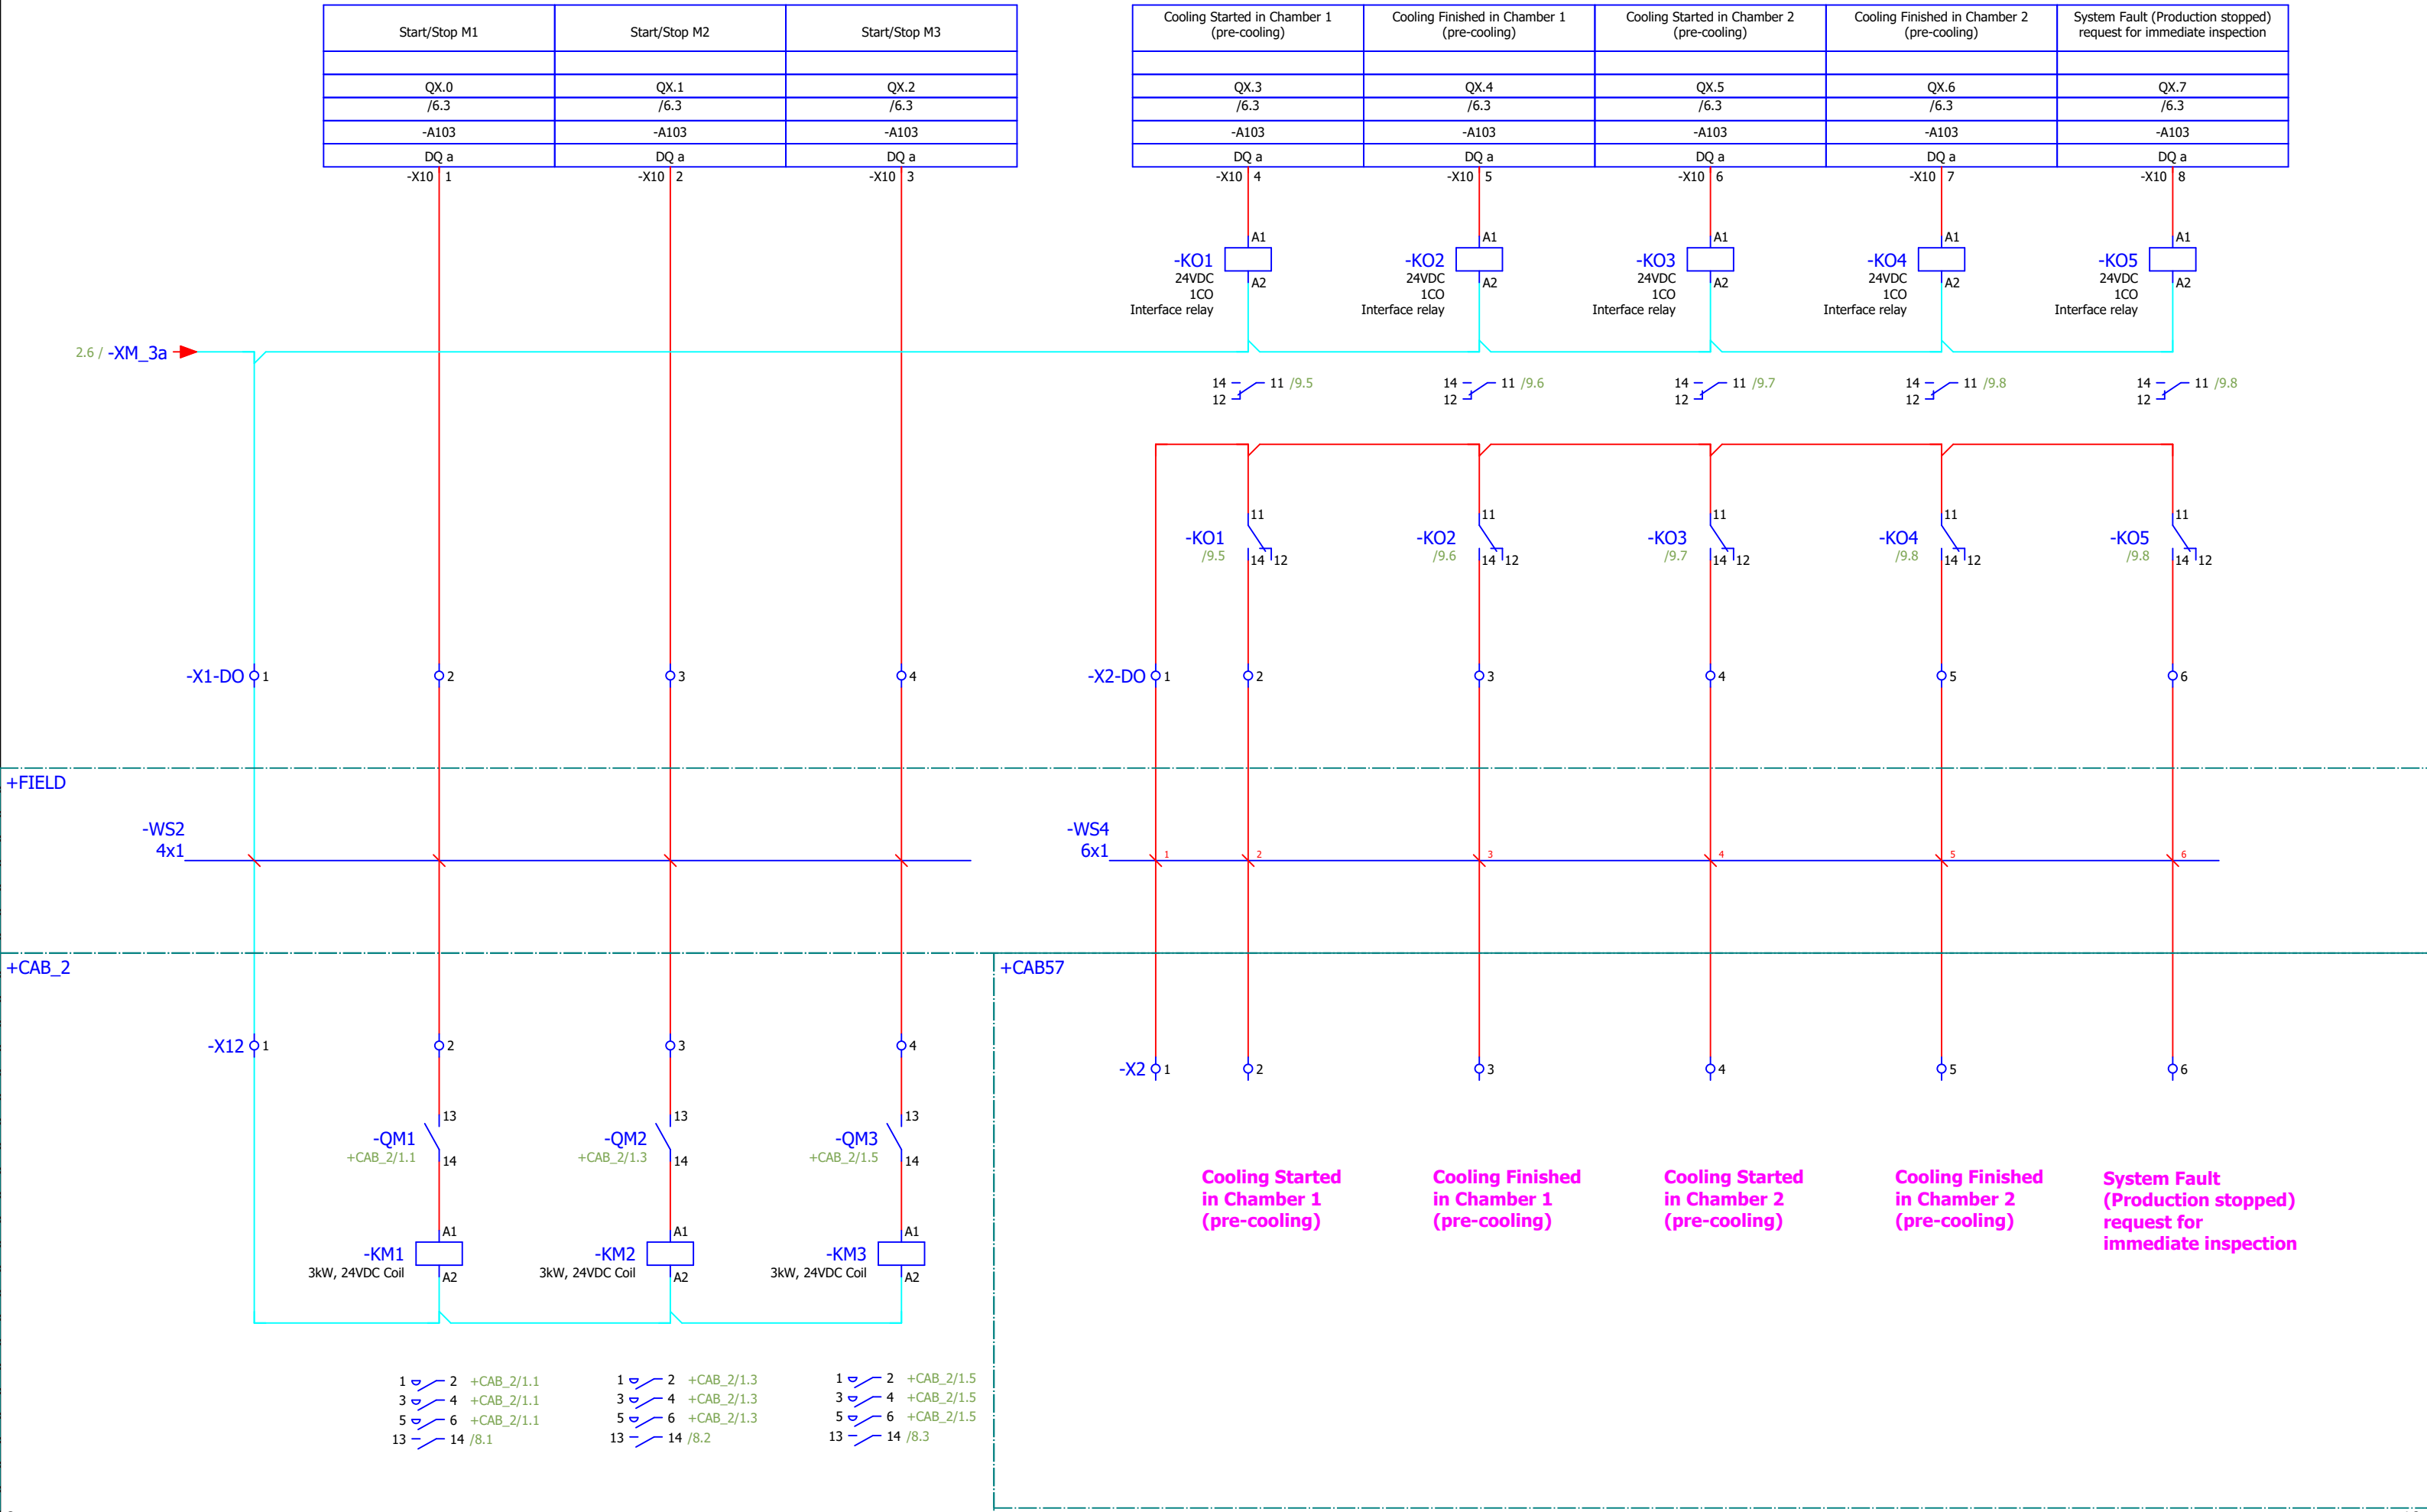 Start/Stop M1
Start/Stop M2
Start/Stop M3
Cooling Started in Chamber 1
(pre-cooling)
Cooling Finished in Chamber 1
(pre-cooling)
Cooling Started in Chamber 2
(pre-cooling)
Cooling Finished in Chamber 2
(pre-cooling)
System Fault (Production stopped)
request for immediate inspection
QX.0 QX.1 QX.2 QX.3 QX.4 QX.5 QX.6 QX.7
/6.3 /6.3 /6.3 /6.3 /6.3 /6.3 /6.3 /6.3
-A103 -A103 -A103 -A103 -A103 -A103 -A103 -A103
DQ a DQ a DQ a DQ a DQ a DQ a DQ a DQ a
-X10 1 -X10 2 -X10 3 -X10 4 -X10 5 -X10 6 -X10 7 -X10 8
A1 A1 A1 A1 A1
-KO1 -KO2 -KO3 -KO4 -KO5
24VDC 24VDC 24VDC 24VDC 24VDC
A2 A2 A2 A2 A2
1CO 1CO 1CO 1CO 1CO
Interface relay Interface relay Interface relay Interface relay Interface relay
2.6 / -XM_3a
14 11 /9.5 14 11 /9.6 14 11 /9.7 14 11 /9.8 14 11 /9.8
12 12 12 12 12
11 11 11 11 11
-KO1 -KO2 -KO3 -KO4 -KO5
/9.5 /9.6 /9.7 /9.8 /9.8
14 12 14 12 14 12 14 12 14 12
-X1-DO 1 2 3 4 -X2-DO 1 2 3 4 5 6
+FIELD
-WS2 -WS4
4x1 6x1
1 2 3 4 5 6
+CAB_2 +CAB57
-X12 1 2 3 4
-X2 1 2 3 4 5 6
13 13 13
-QM1 -QM2 -QM3
+CAB_2/1.1 +CAB_2/1.3 +CAB_2/1.5
14 14 14
Cooling Started
in Chamber 1
(pre-cooling)
Cooling Finished
in Chamber 1
(pre-cooling)
Cooling Started
in Chamber 2
(pre-cooling)
Cooling Finished
in Chamber 2
(pre-cooling)
System Fault
(Production stopped)
request for
immediate inspection
A1 A1 A1
-KM1 -KM2 -KM3
3kW, 24VDC Coil 3kW, 24VDC Coil 3kW, 24VDC Coil
A2 A2 A2
1 2 +CAB_2/1.1 1 2 +CAB_2/1.3 1 2 +CAB_2/1.5
3 4 +CAB_2/1.1 3 4 +CAB_2/1.3 3 4 +CAB_2/1.5
5 6 +CAB_2/1.1 5 6 +CAB_2/1.3 5 6 +CAB_2/1.5
13 14 /8.1 13 14 /8.2 13 14 /8.3